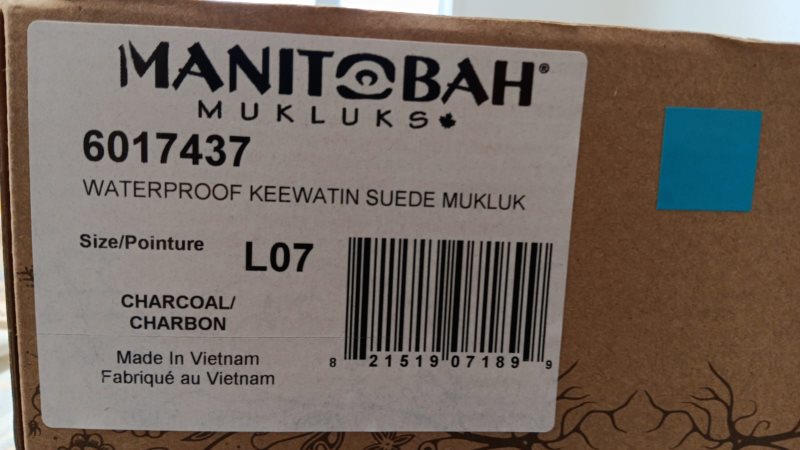 MANITOBAH®
MUKLUKS
6017437
WATERPROOF KEEWATIN SUEDE MUKLUK
Size/Pointure L07
CHARCOAL/
CHARBON
Made In Vietnam
Fabriqué au Vietnam
8 21519 07189 9